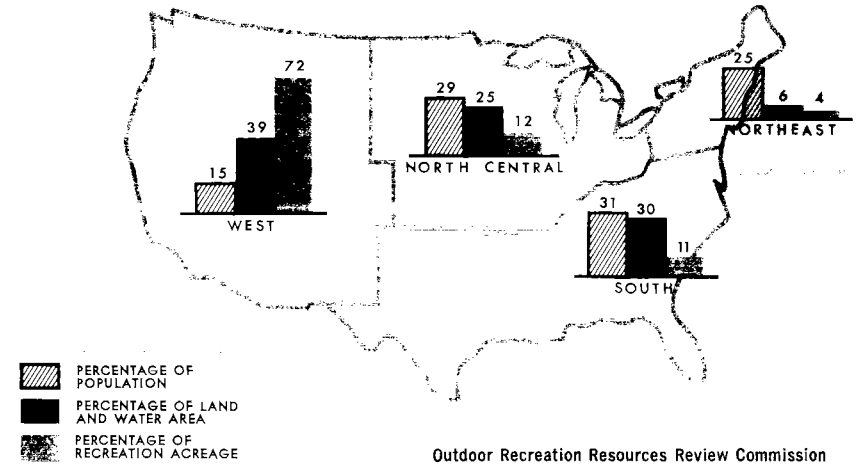 72
39
15
WEST
29
25
12
NORTH CENTRAL
25
6
4
NORTHEAST
31
30
11
SOUTH
PERCENTAGE OF
POPULATION
PERCENTAGE OF LAND
AND WATER AREA
PERCENTAGE OF
RECREATION ACREAGE
Outdoor Recreation Resources Review Commission